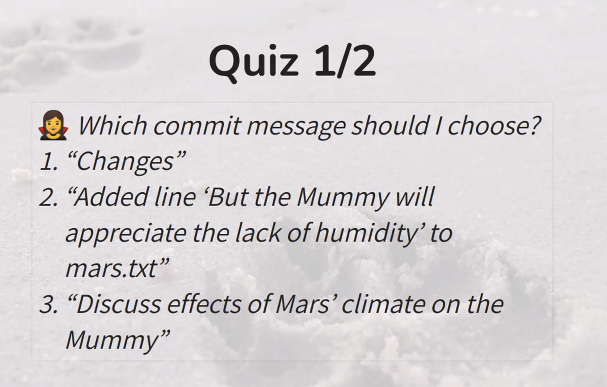 Quiz 1/2
🧛‍♀️ Which commit message should I choose?
1. “Changes”
2. “Added line ‘But the Mummy will
appreciate the lack of humidity’ to
mars.txt”
3. “Discuss effects of Mars’ climate on the
Mummy”